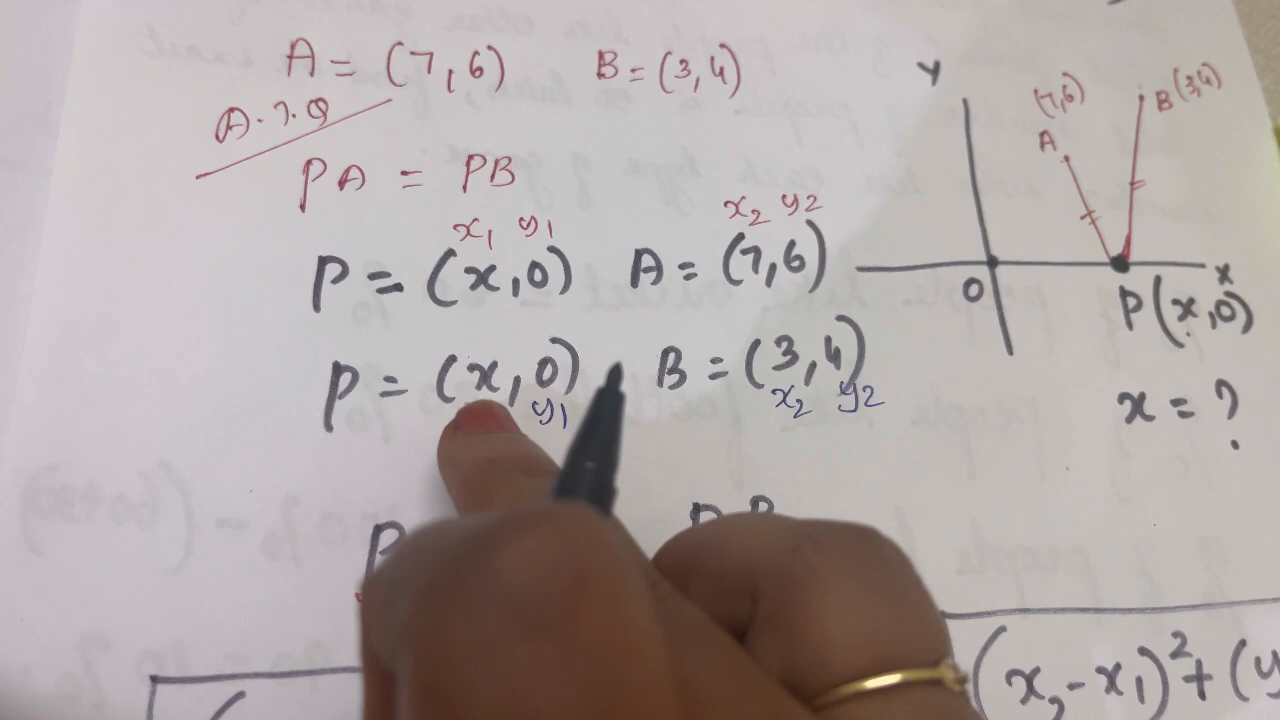 A = (7,6) B = (3,4)
A.T.Q
PA = PB
x₁ y₁ x₂ y₂
P = (x,0) A = (7,6)
P = (x,0) B = (3,4)
y₁ x₂ y₂
P
PB
(x₂-x₁)²+(y
Y
(7,6)
A
B (3,4)
X
O
P(x,0)
x = ?